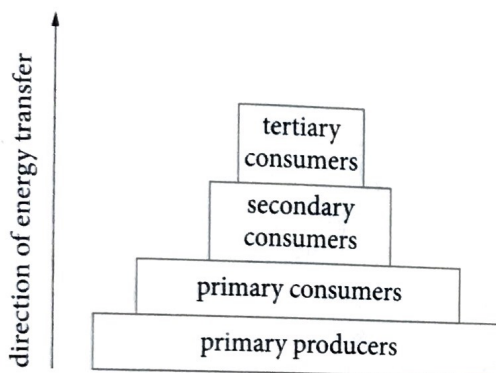 direction of energy transfer
tertiary
consumers
secondary
consumers
primary consumers
primary producers